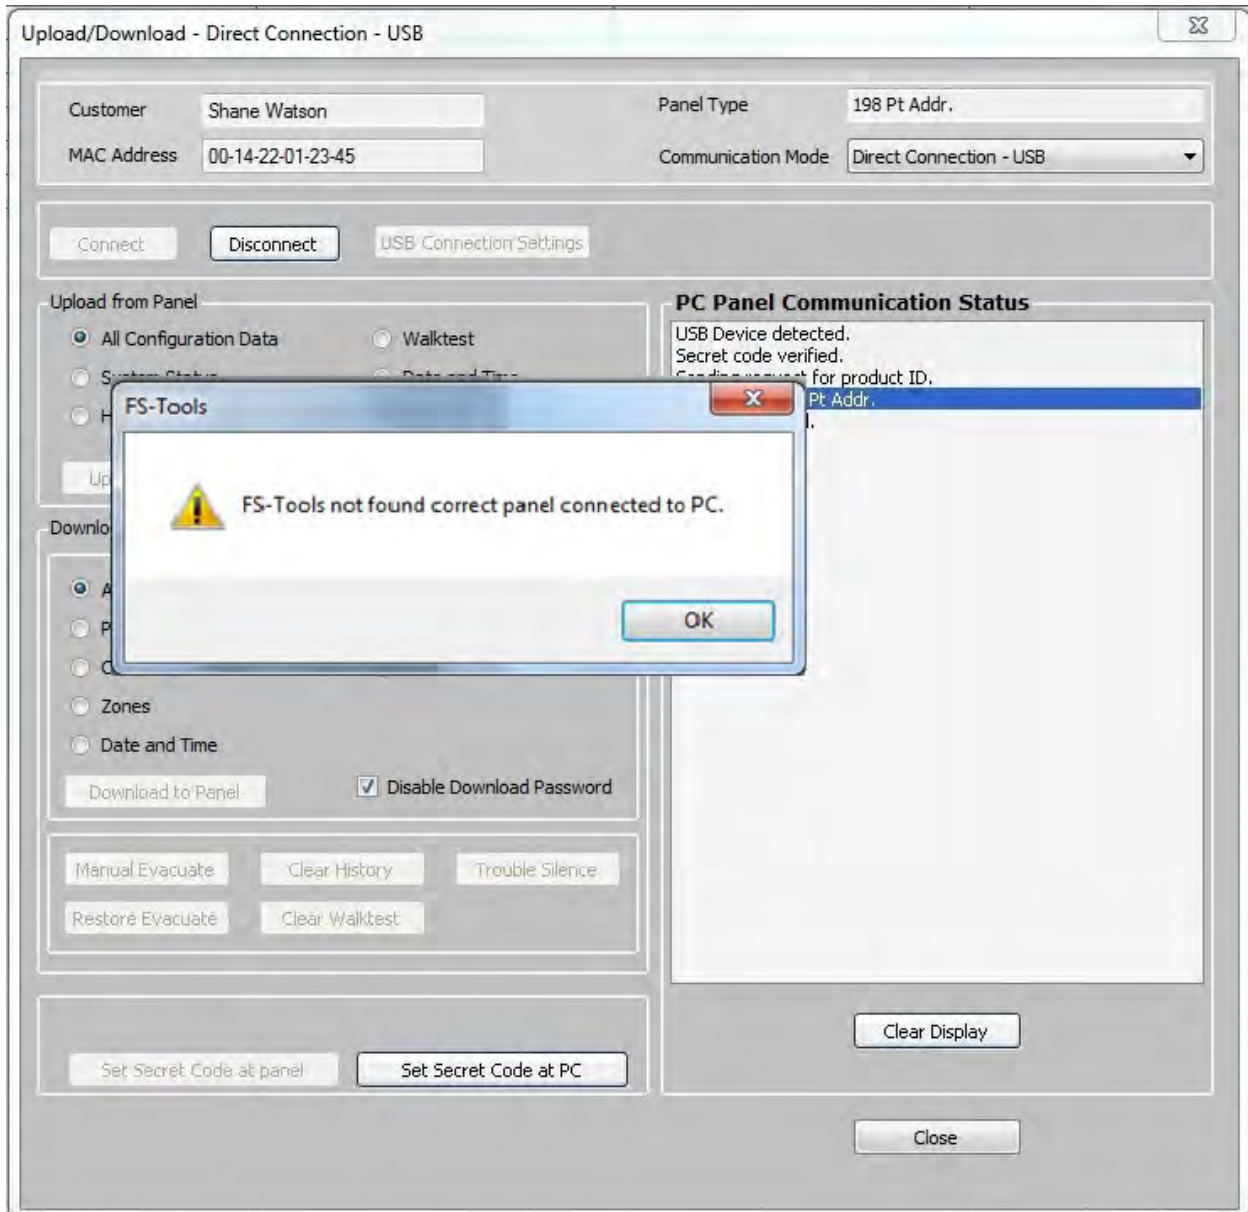 Upload/Download - Direct Connection - USB
Customer Shane Watson Panel Type 198 Pt Addr.
MAC Address 00-14-22-01-23-45 Communication Mode Direct Connection - USB
Connect Disconnect USB Connection Settings
Upload from Panel
All Configuration Data Walktest
PC Panel Communication Status
USB Device detected.
Secret code verified.
Sending request for product ID.
Pt Addr.
FS-Tools
FS-Tools not found correct panel connected to PC.
OK
Zones
Date and Time
Download to Panel Disable Download Password
Manual Evacuate Clear History Trouble Silence
Restore Evacuate Clear Walktest
Set Secret Code at panel Set Secret Code at PC
Clear Display
Close